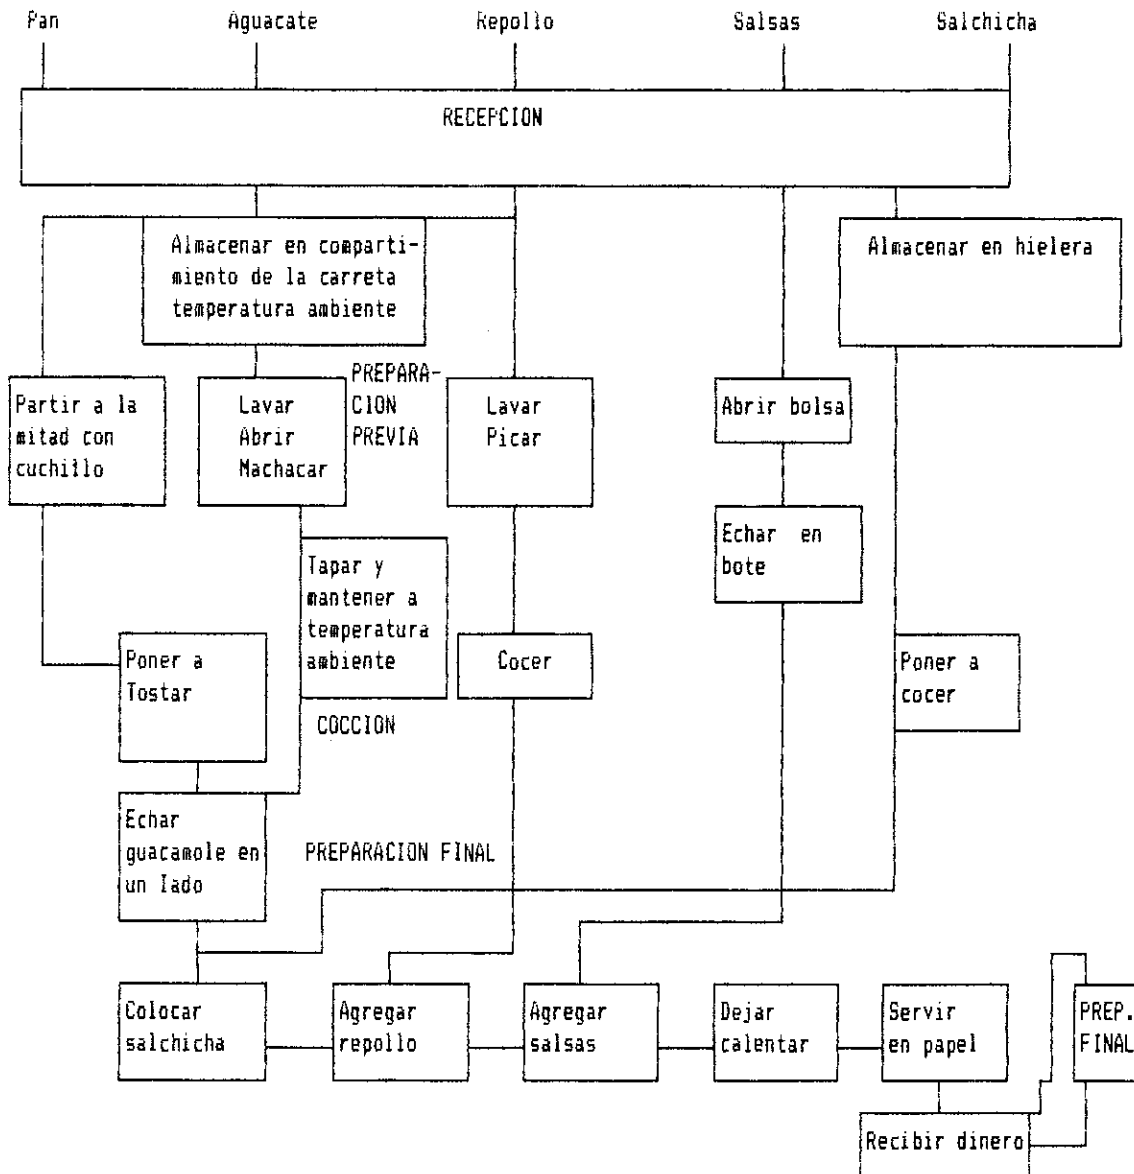 Pan Aguacate Repollo Salsas Salchicha
RECEPCION
Almacenar en comparti-
miento de la carreta
temperatura ambiente
Almacenar en hielera
Partir a la
mitad con
cuchillo
Lavar
Abrir
Machacar
PREPARA-
CION
PREVIA
Lavar
Picar
Abrir bolsa
Echar en
bote
Tapar y
mantener a
temperatura
ambiente
Poner a
Tostar
Cocer
Poner a
cocer
COCCION
Echar
guacamole en
un lado
PREPARACION FINAL
Colocar
salchicha
Agregar
repollo
Agregar
salsas
Dejar
calentar
Servir
en papel
PREP.
FINAL
Recibir dinero